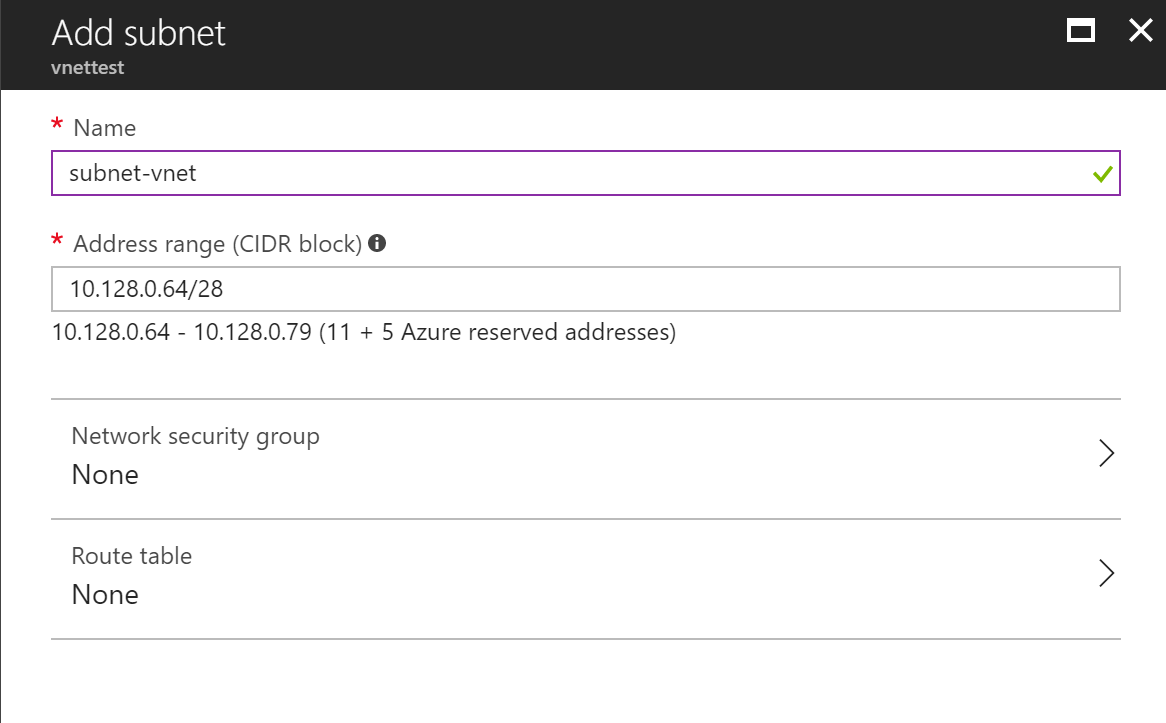 Add subnet
vnettest
* Name
subnet-vnet
* Address range (CIDR block)
10.128.0.64/28
10.128.0.64 - 10.128.0.79 (11 + 5 Azure reserved addresses)
Network security group
None
Route table
None